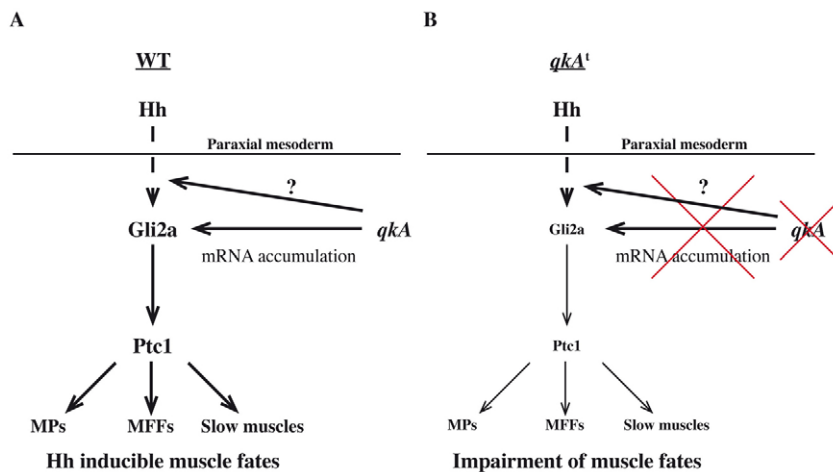 A
WT
Hh
Paraxial mesoderm
?
Gli2a
qkA
mRNA accumulation
Ptc1
MPs MFFs Slow muscles
Hh inducible muscle fates
B
qkAᵗ
Hh
Paraxial mesoderm
?
Gli2a
qkA
mRNA accumulation
Ptc1
MPs MFFs Slow muscles
Impairment of muscle fates